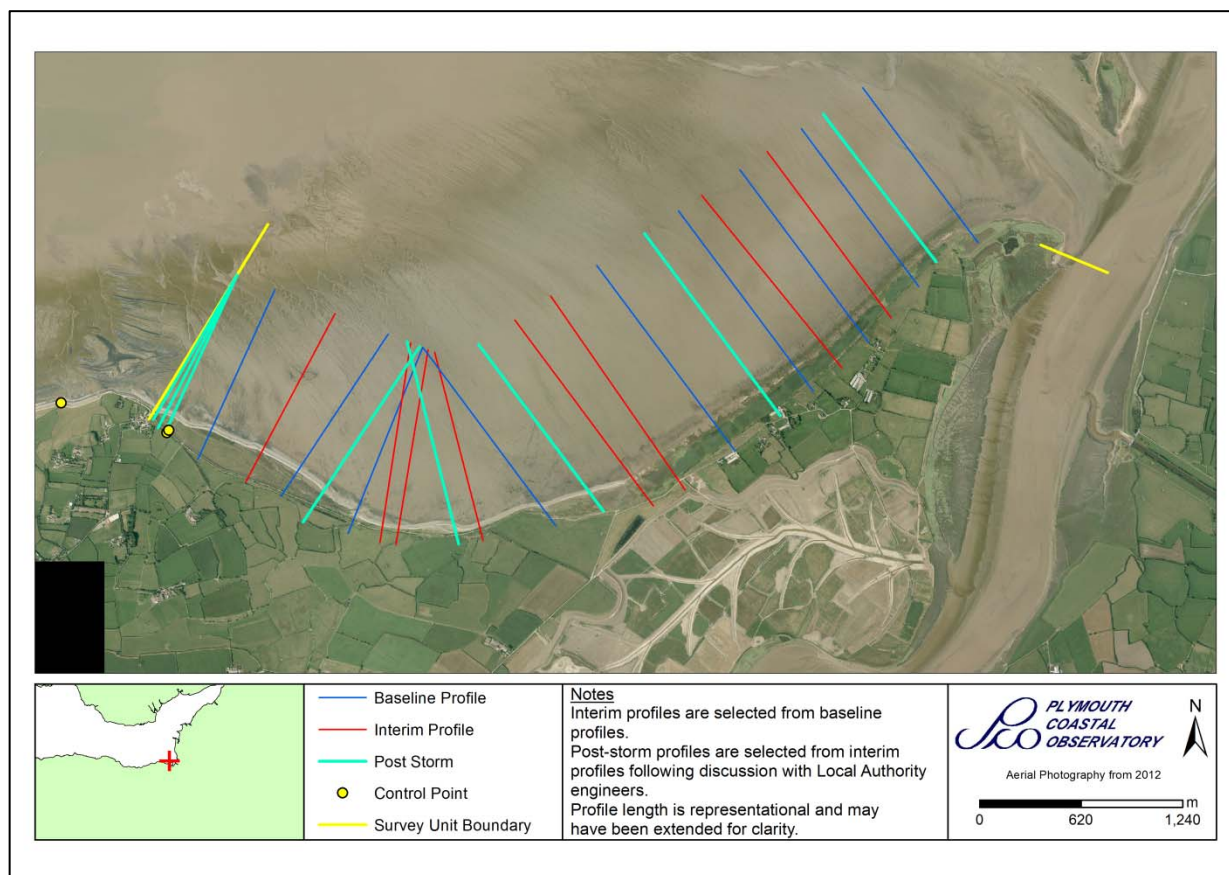 Baseline Profile
Interim Profile
Post Storm
Control Point
Survey Unit Boundary
Notes
Interim profiles are selected from baseline
profiles.
Post-storm profiles are selected from interim
profiles following discussion with Local Authority
engineers.
Profile length is representational and may
have been extended for clarity.
PLYMOUTH
COASTAL
OBSERVATORY
N
Aerial Photography from 2012
m
0 620 1,240